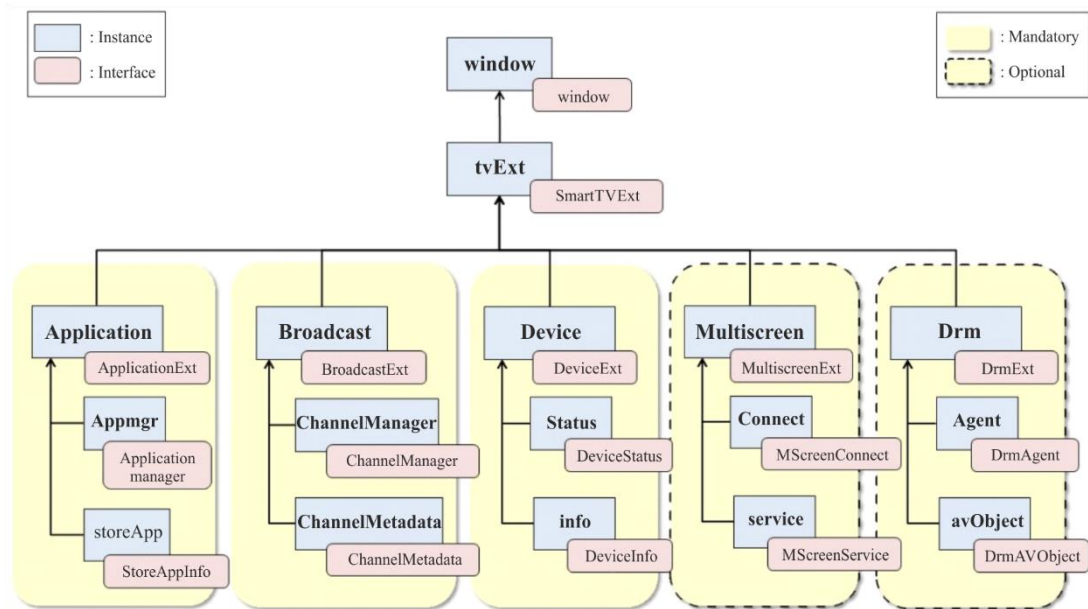 : Instance
: Interface
: Mandatory
: Optional
window
window
tvExt
SmartTVExt
Application
ApplicationExt
Appmgr
Application
manager
storeApp
StoreAppInfo
Broadcast
BroadcastExt
ChannelManager
ChannelManager
ChannelMetadata
ChannelMetadata
Device
DeviceExt
Status
DeviceStatus
info
DeviceInfo
Multiscreen
MultiscreenExt
Connect
MScreenConnect
service
MScreenService
Drm
DrmExt
Agent
DrmAgent
avObject
DrmAVObject